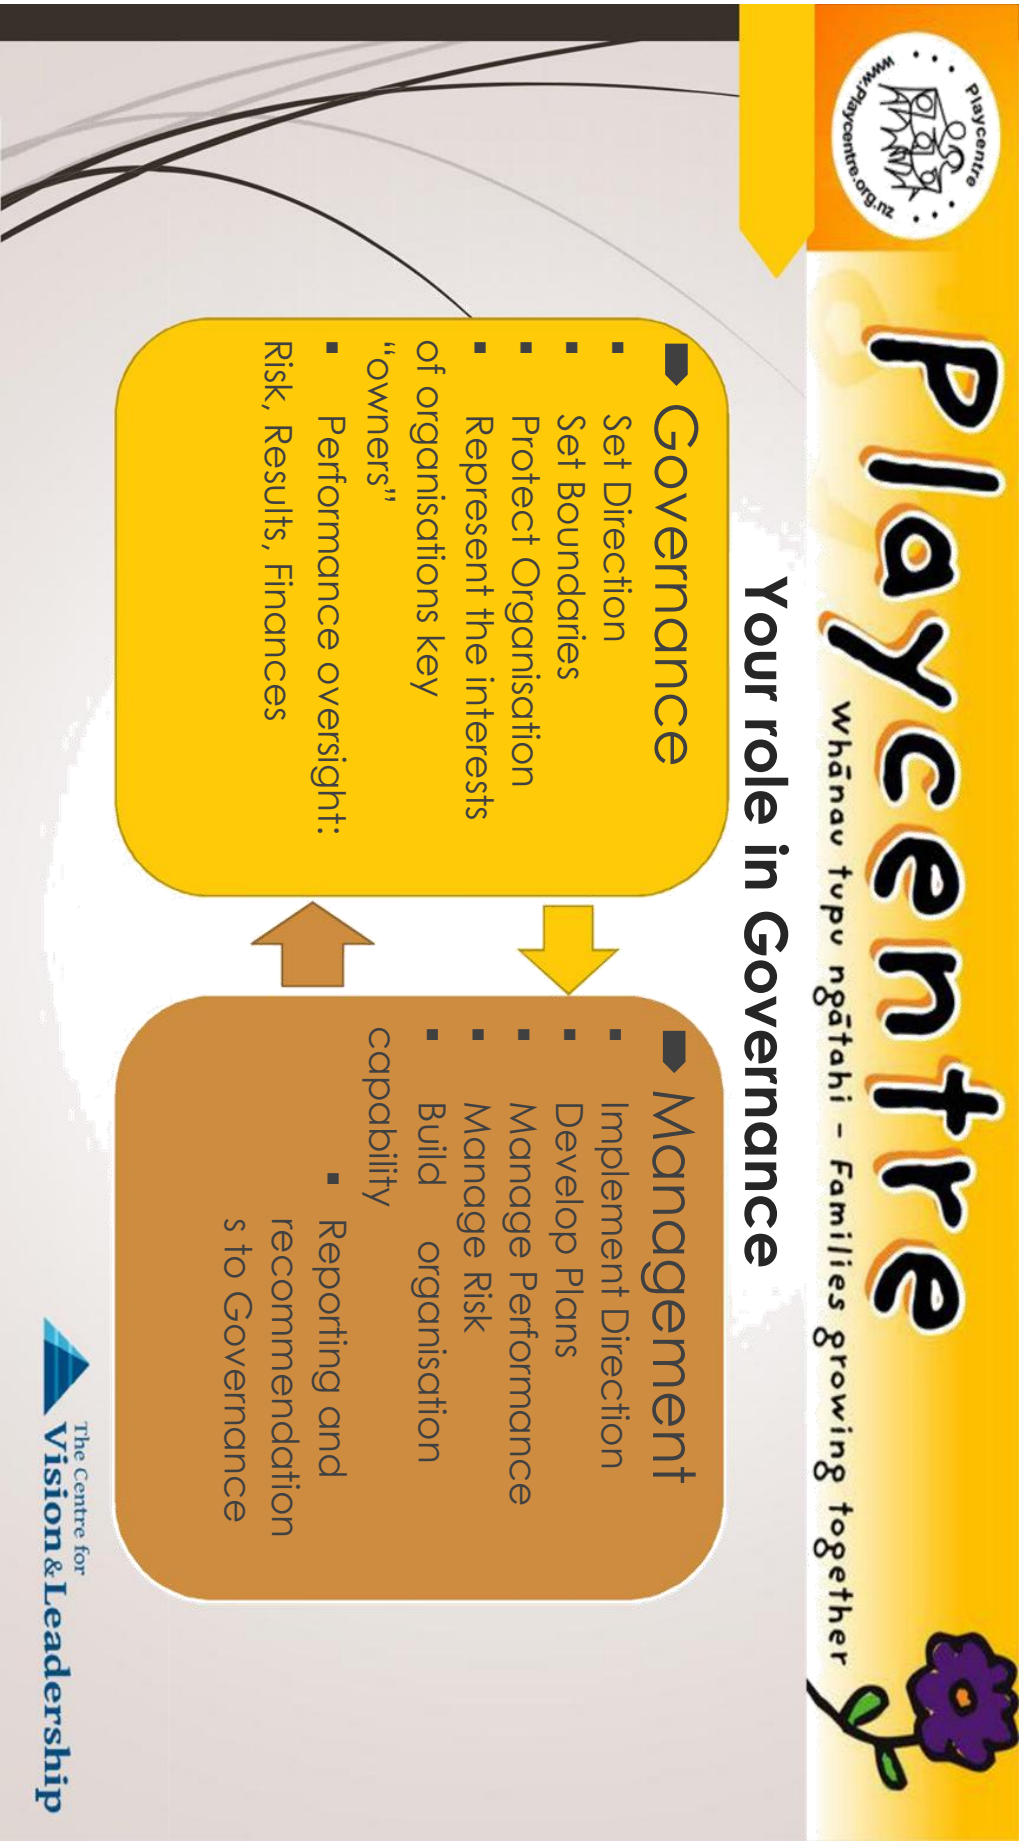 Playcentre
www.Playcentre.org.nz
Playcentre
Whānau tupu ngātahi - Families growing together
Your role in Governance
Governance
▪ Set Direction
▪ Set Boundaries
▪ Protect Organisation
▪ Represent the interests
of organisations key
“owners”
▪ Performance oversight:
Risk, Results, Finances
Management
▪ Implement Direction
▪ Develop Plans
▪ Manage Performance
▪ Manage Risk
▪ Build organisation
capability
▪ Reporting and
recommendation
s to Governance
The Centre for
Vision & Leadership